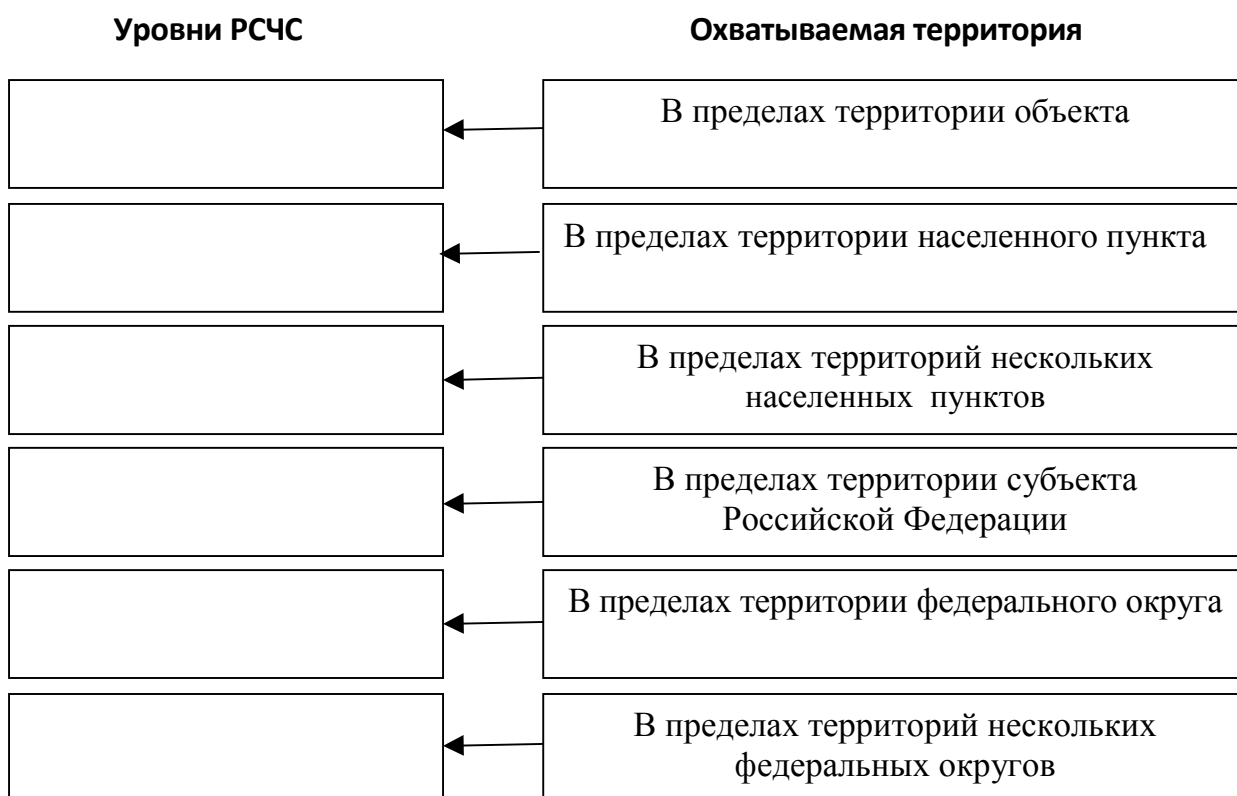 Уровни РСЧС
Охватываемая территория
В пределах территории объекта
В пределах территории населенного пункта
В пределах территорий нескольких
населенных пунктов
В пределах территории субъекта
Российской Федерации
В пределах территории федерального округа
В пределах территорий нескольких
федеральных округов